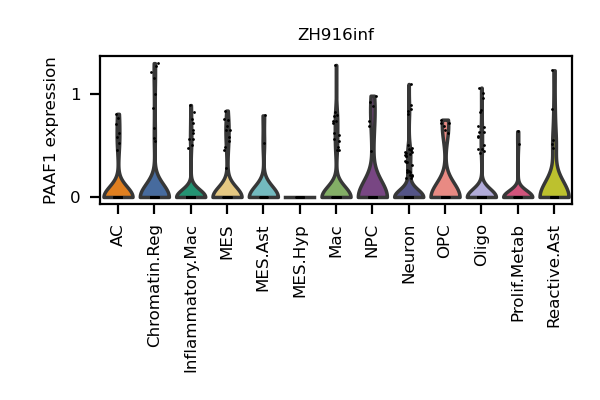 ZH916inf
PAAF1 expression
1
0
AC
Chromatin.Reg
Inflammatory.Mac
MES
MES.Ast
MES.Hyp
Mac
NPC
Neuron
OPC
Oligo
Prolif.Metab
Reactive.Ast